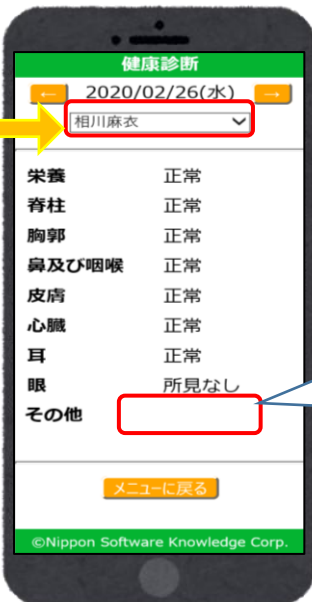 健康診断
← 2020/02/26(水) →
相川麻衣
栄養 正常
脊柱 正常
胸郭 正常
鼻及び咽喉 正常
皮膚 正常
心臓 正常
耳 正常
眼 所見なし
その他
メニューに戻る
©Nippon Software Knowledge Corp.